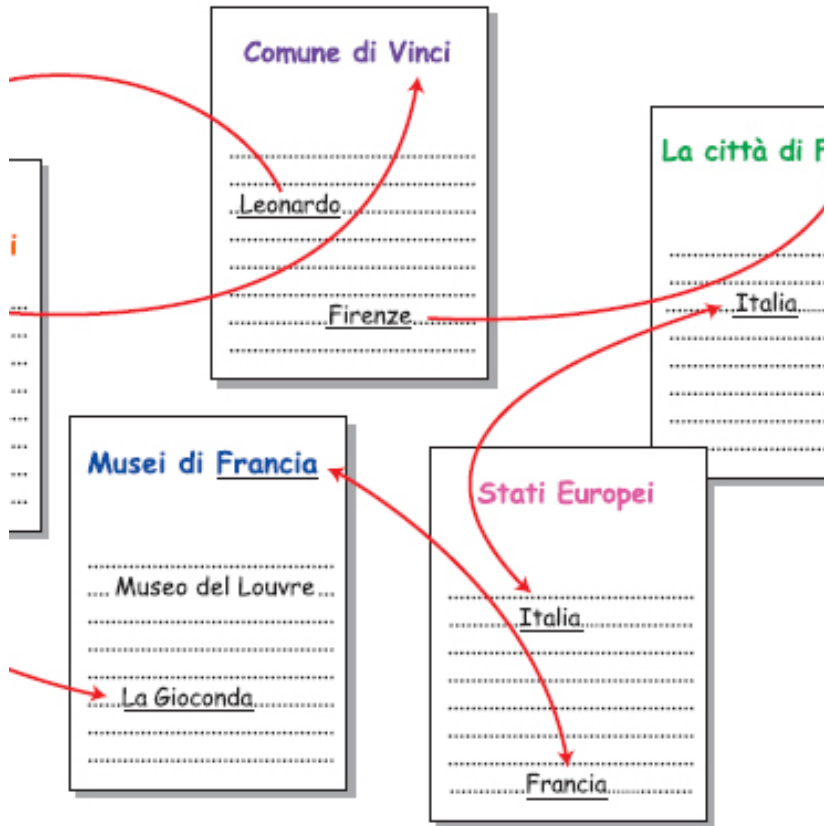 Comune di Vinci
Leonardo
Firenze
La città di
Italia
i
Musei di Francia
Museo del Louvre
La Gioconda
Stati Europei
Italia
Francia